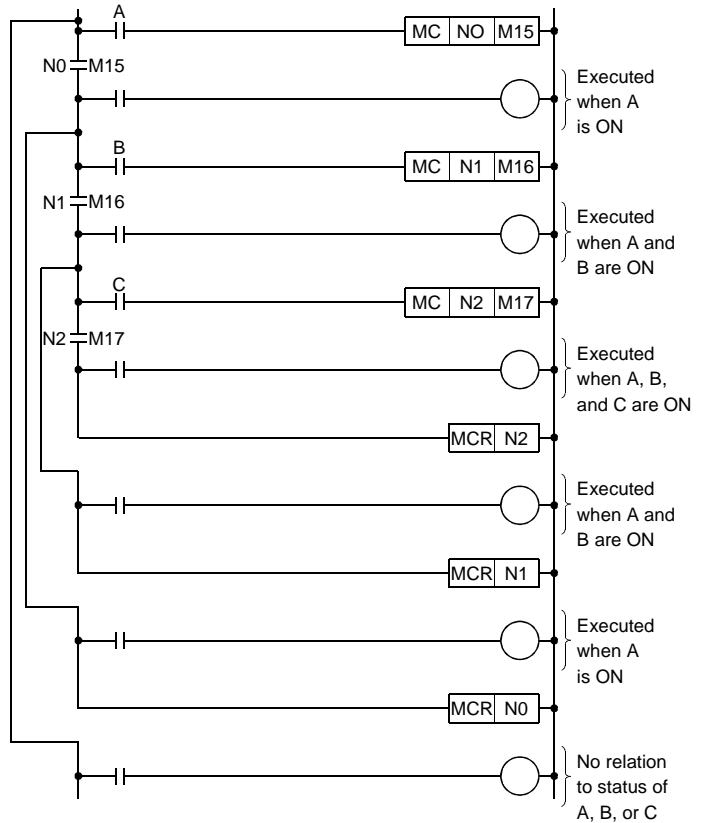 A
MC NO M15
N0 M15
Executed
when A
is ON
B
MC N1 M16
N1 M16
Executed
when A and
B are ON
C
MC N2 M17
N2 M17
Executed
when A, B,
and C are ON
MCR N2
Executed
when A and
B are ON
MCR N1
Executed
when A
is ON
MCR N0
No relation
to status of
A, B, or C